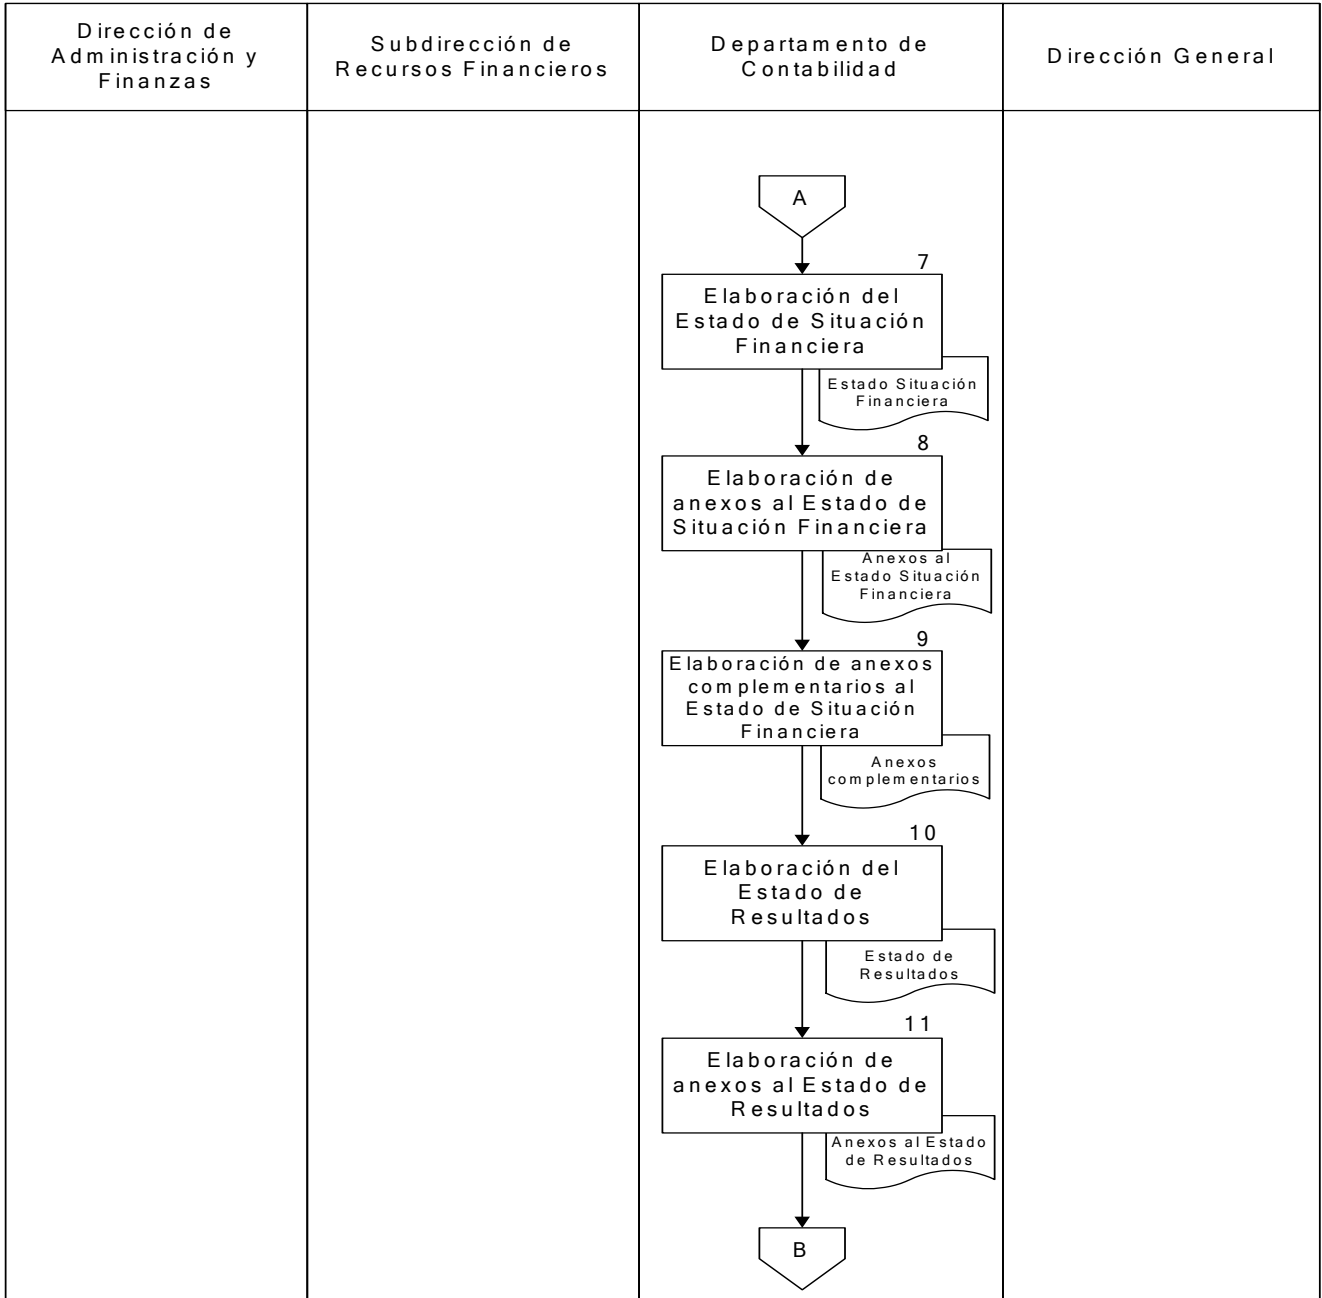 Dirección de
Administración y
Finanzas
Subdirección de
Recursos Financieros
Departamento de
Contabilidad
Dirección General
A
7
Elaboración del
Estado de Situación
Financiera
Estado Situación
Financiera
8
Elaboración de
anexos al Estado de
Situación Financiera
Anexos al
Estado Situación
Financiera
9
Elaboración de anexos
complementarios al
Estado de Situación
Financiera
Anexos
complementarios
10
Elaboración del
Estado de
Resultados
Estado de
Resultados
11
Elaboración de
anexos al Estado de
Resultados
Anexos al Estado
de Resultados
B